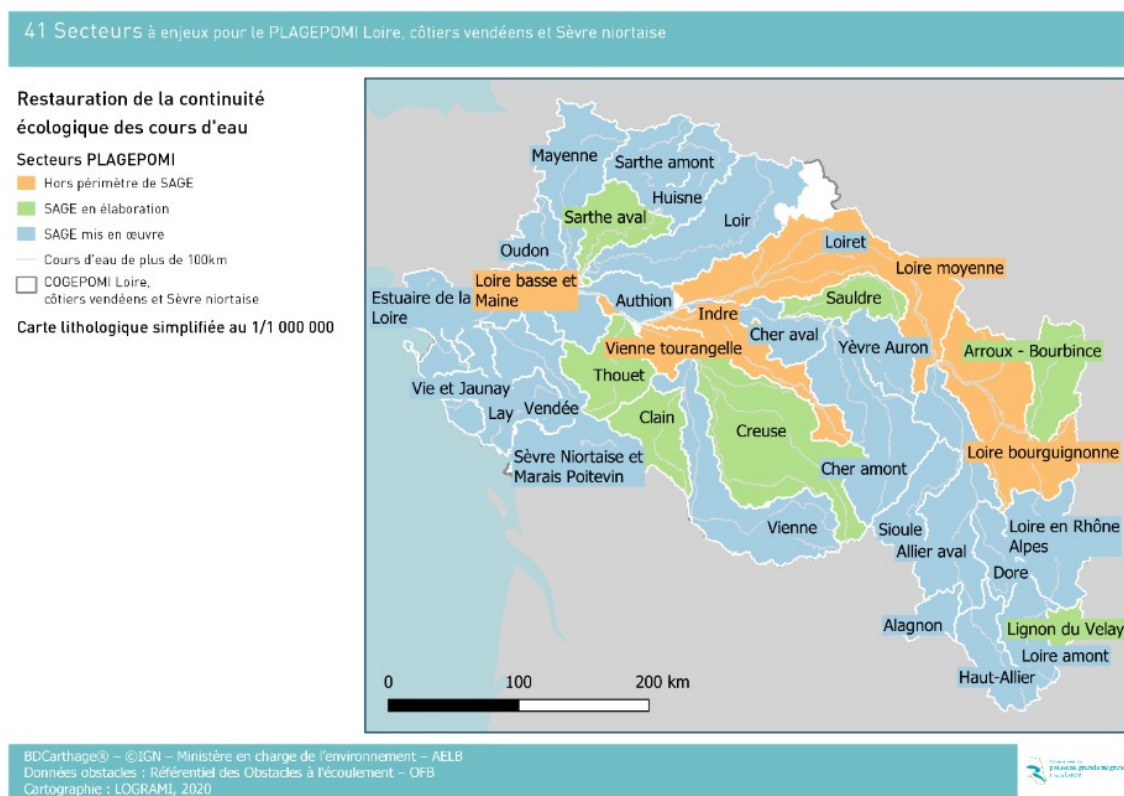 41 Secteurs à enjeux pour le PLAGEPOMI Loire, côtiers vendéens et Sèvre niortaise
Restauration de la continuité
écologique des cours d'eau
Secteurs PLAGEPOMI
Hors périmètre de SAGE
SAGE en élaboration
SAGE mis en œuvre
Cours d'eau de plus de 100km
COGEPOMI Loire,
côtiers vendéens et Sèvre niortaise
Carte lithologique simplifiée au 1/1 000 000
Mayenne
Sarthe amont
Huisne
Sarthe aval
Loir
Oudon
Loiret
Loire moyenne
Loire basse et
Maine
Estuaire de la
Loire
Authion
Indre
Sauldre
Cher aval
Yèvre Auron
Vienne tourangelle
Arroux - Bourbince
Thouet
Vie et Jaunay
Lay
Vendée
Clain
Creuse
Sèvre Niortaise et
Marais Poitevin
Cher amont
Loire bourguignonne
Vienne
Sioule
Allier aval
Loire en Rhône
Alpes
Dore
Alagnon
Lignon du Velay
Loire amont
Haut-Allier
0 100 200 km
BDCarthage® – ©IGN – Ministère en charge de l'environnement – AELB
Données obstacles : Référentiel des Obstacles à l'écoulement – OFB
Cartographie : LOGRAMI, 2020
poissons grands migrateurs